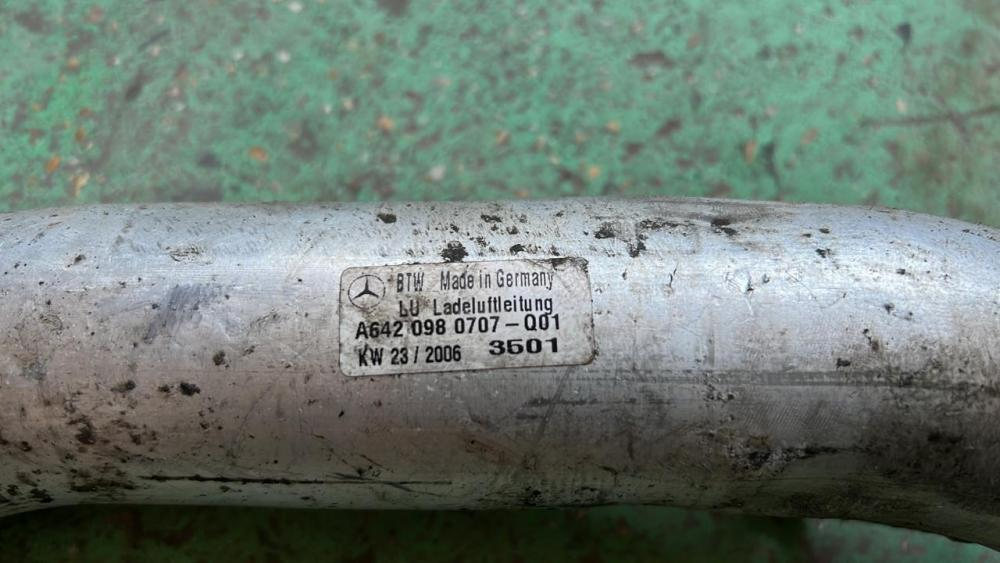 BTW Made in Germany
LU Ladeluftleitung
A642 098 0707-Q01
KW 23 / 2006 3501